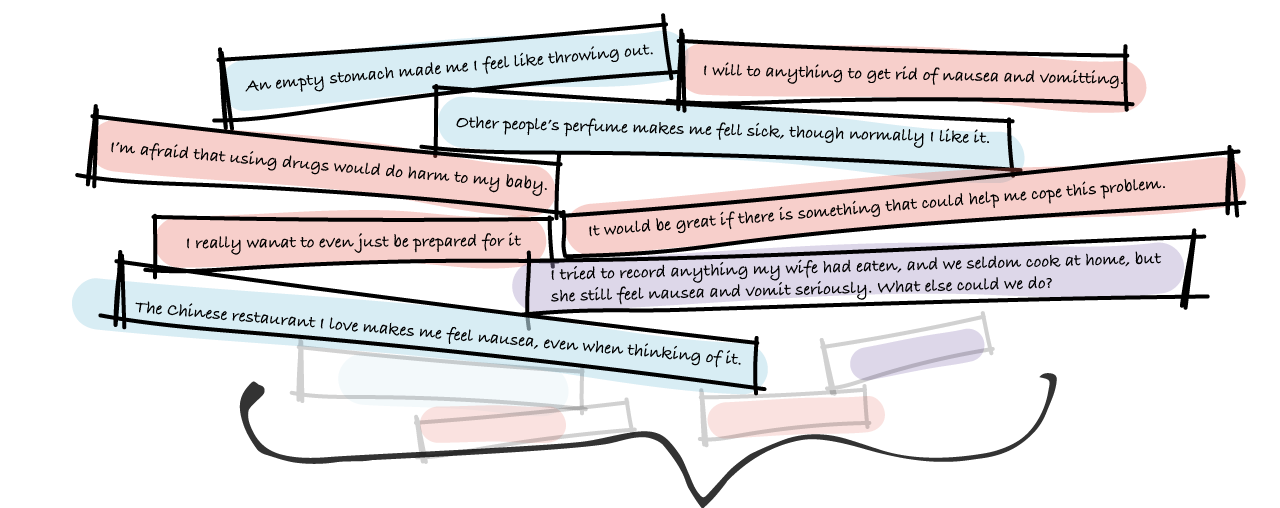 An empty stomach made me I feel like throwing out.
I will to anything to get rid of nausea and vomitting.
Other people's perfume makes me fell sick, though normally I like it.
I'm afraid that using drugs would do harm to my baby.
It would be great if there is something that could help me cope this problem.
I really wanat to even just be prepared for it
I tried to record anything my wife had eaten, and we seldom cook at home, but
she still feel nausea and vomit seriously. What else could we do?
The Chinese restaurant I love makes me feel nausea, even when thinking of it.